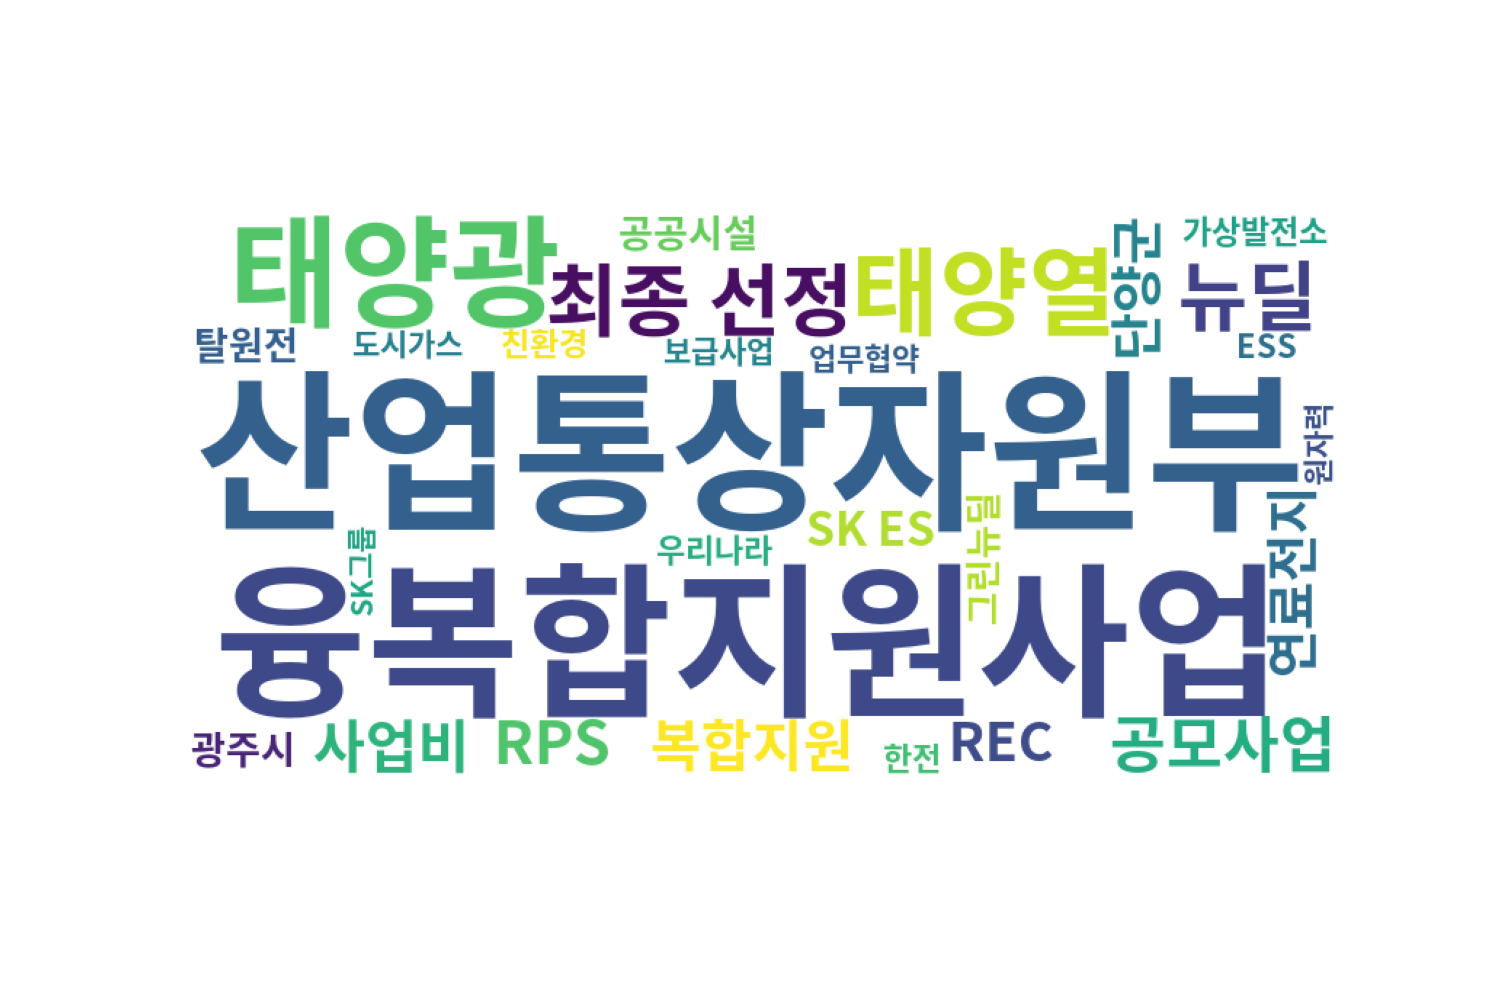 태양광
공공시설
최종 선정
태양열
단양군
가상발전소
뉴딜
탈원전
도시가스
친환경
보급사업
업무협약
ESS
산업통상자원부
원자력
SK그룹
우리나라
SK ES
그린뉴딜
연료전지
융복합지원사업
광주시
사업비
RPS
복합지원
한전
REC
공모사업